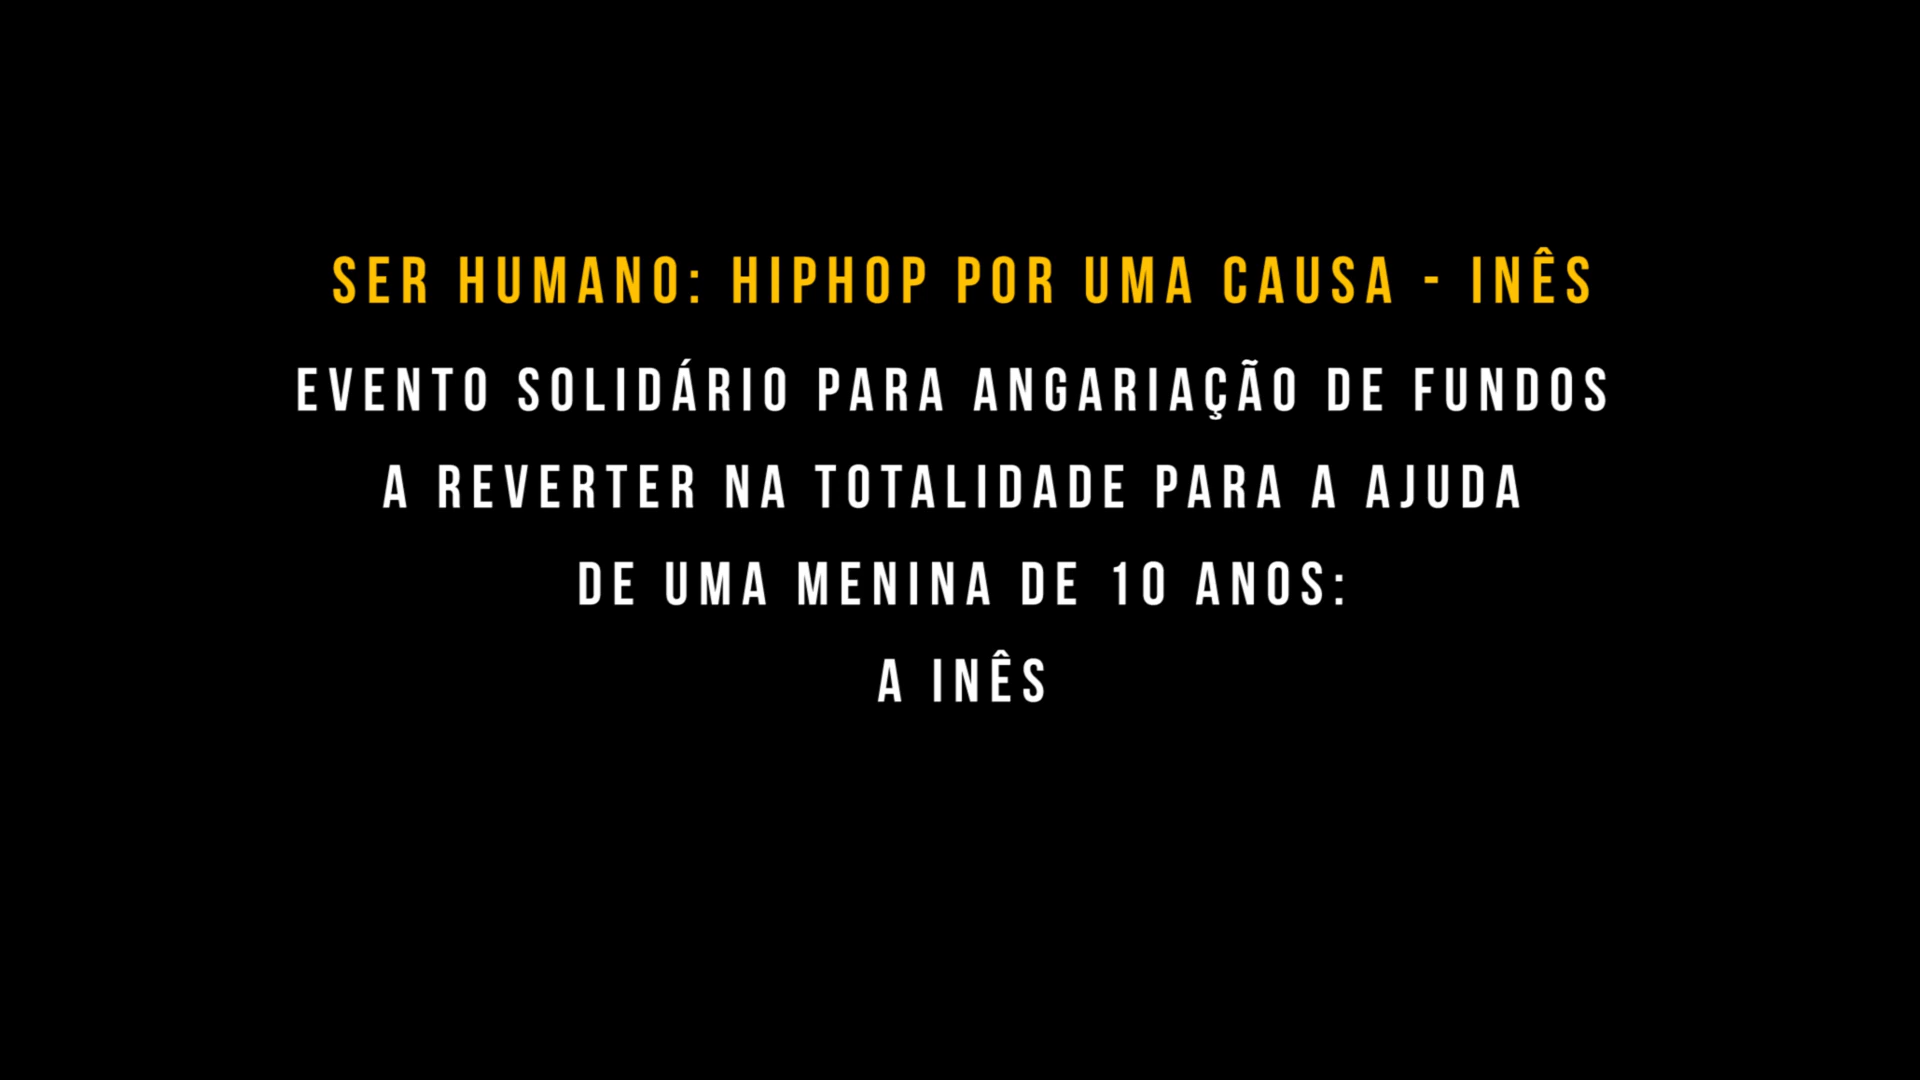 SER HUMANO: HIPHOP POR UMA CAUSA - INÊS
EVENTO SOLIDÁRIO PARA ANGARIAÇÃO DE FUNDOS
A REVERTER NA TOTALIDADE PARA A AJUDA
DE UMA MENINA DE 10 ANOS:
A INÊS